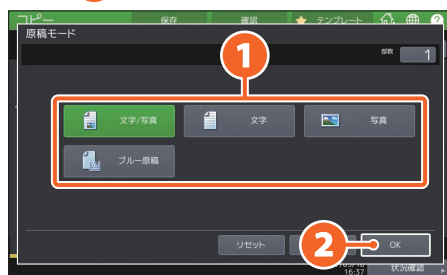 コピー 保存 確認 テンプレート
原稿モード
部数 1
1
文字/写真 文字 写真
ブルー原稿
リセット 2 OK
16:37 状況確認